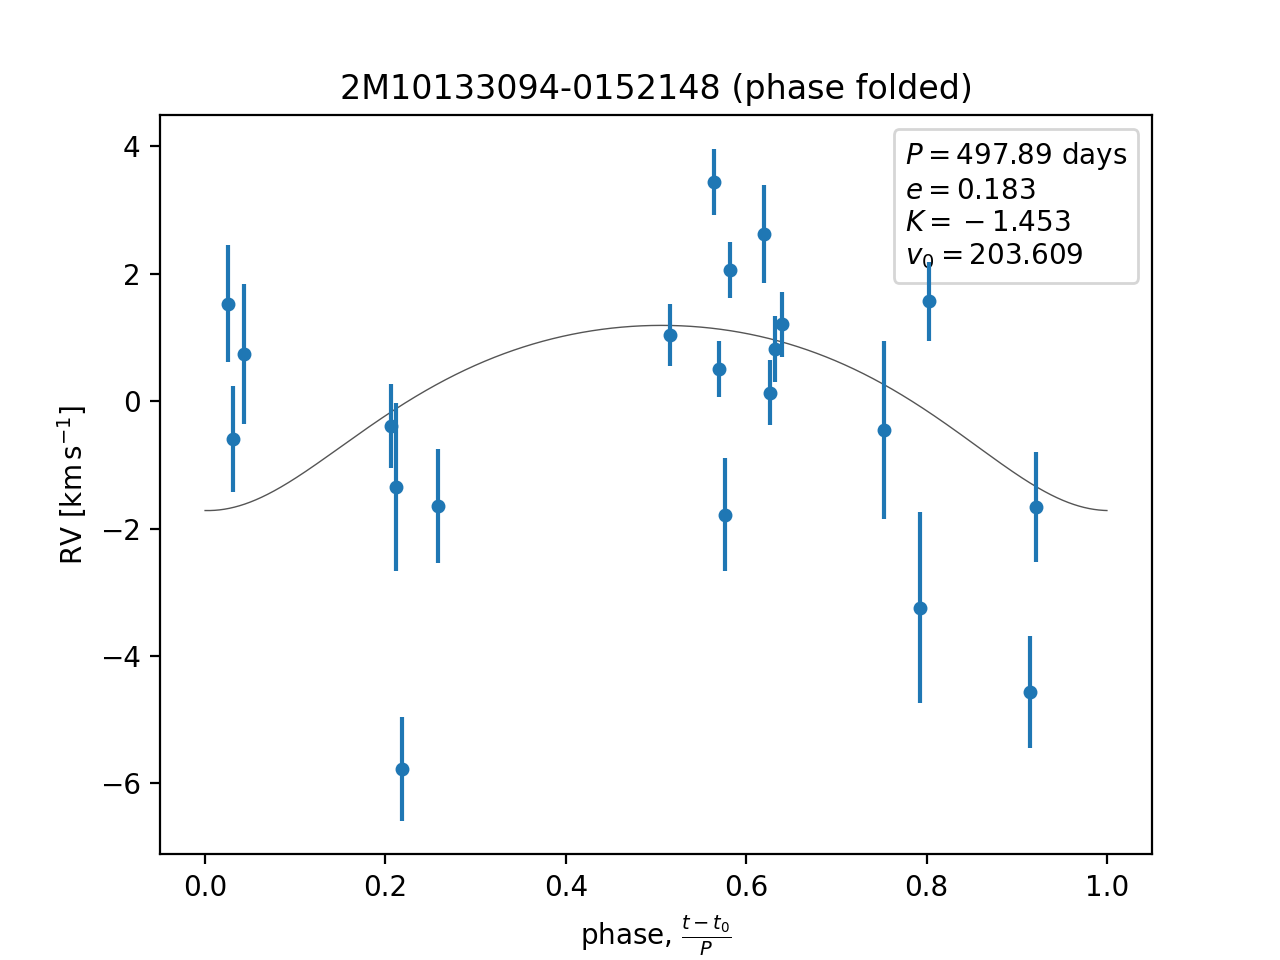 2M10133094-0152148 (phase folded)
P = 497.89 days
e = 0.183
K = −1.453
v₀ = 203.609
4
2
0
−2
−4
−6
RV [km s⁻¹]
0.0 0.2 0.4 0.6 0.8 1.0
phase, (t − t₀)/P